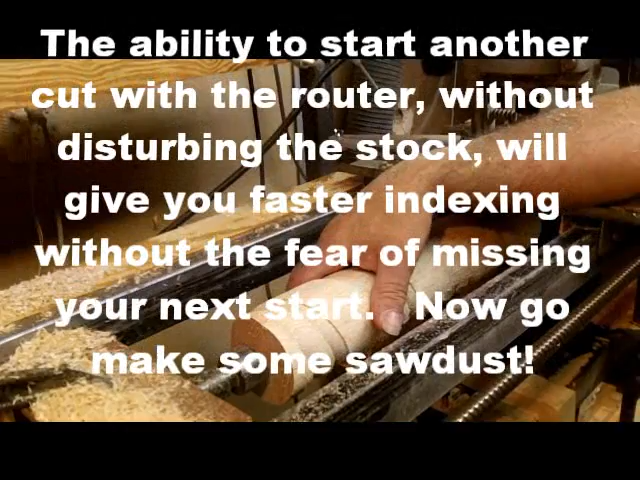 The ability to start another
cut with the router, without
disturbing the stock, will
give you faster indexing
without the fear of missing
your next start. Now go
make some sawdust!